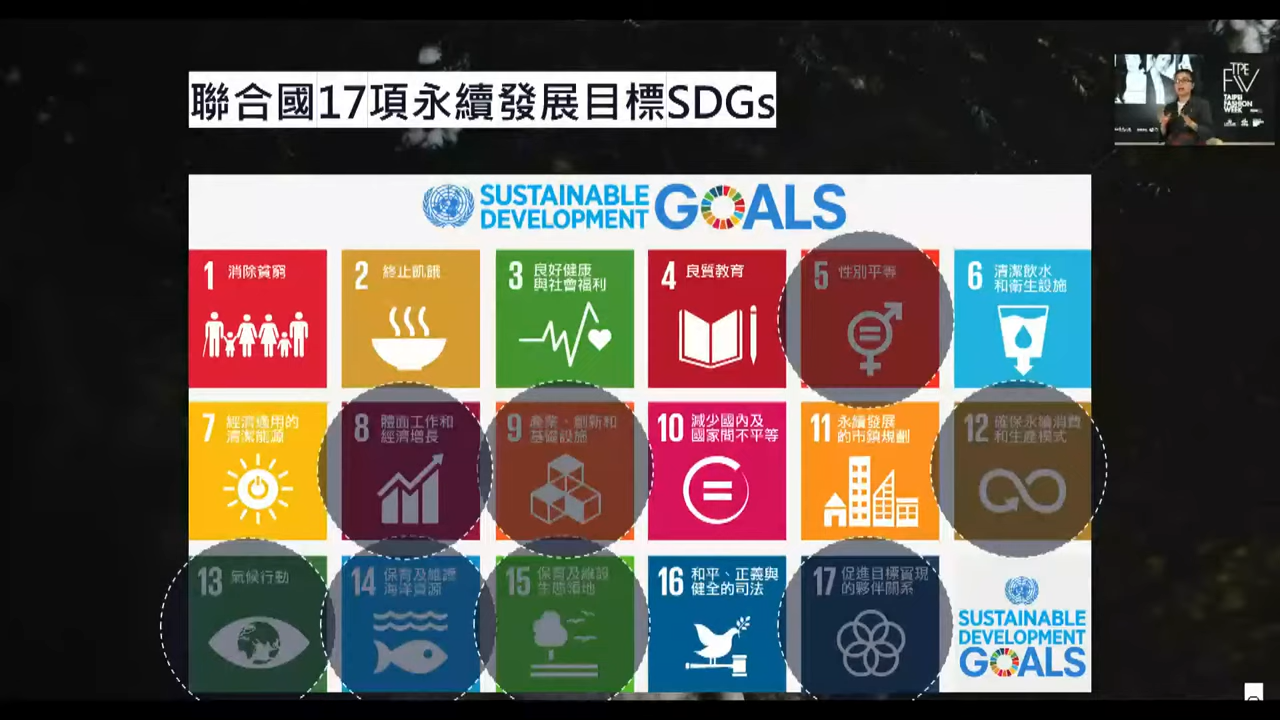 聯合國17項永續發展目標SDGs
TPE
FW
TAIPEI
FASHION
WEEK
SUSTAINABLE
DEVELOPMENT
GOALS
1 消除貧窮
2 終止飢餓
3 良好健康
與社會福利
4 良質教育
5 性別平等
6 清潔飲水
和衛生設施
7 經濟適用的
清潔能源
8 體面工作和
經濟增長
9 產業、創新和
基礎設施
10 減少國內及
國家間不平等
11 永續發展
的市鎮規劃
12 確保永續消費
和生產模式
13 氣候行動
14 保育及維護
海洋資源
15 保育及維護
生態領地
16 和平、正義與
健全的司法
17 促進目標實現
的夥伴關系
SUSTAINABLE
DEVELOPMENT
GOALS